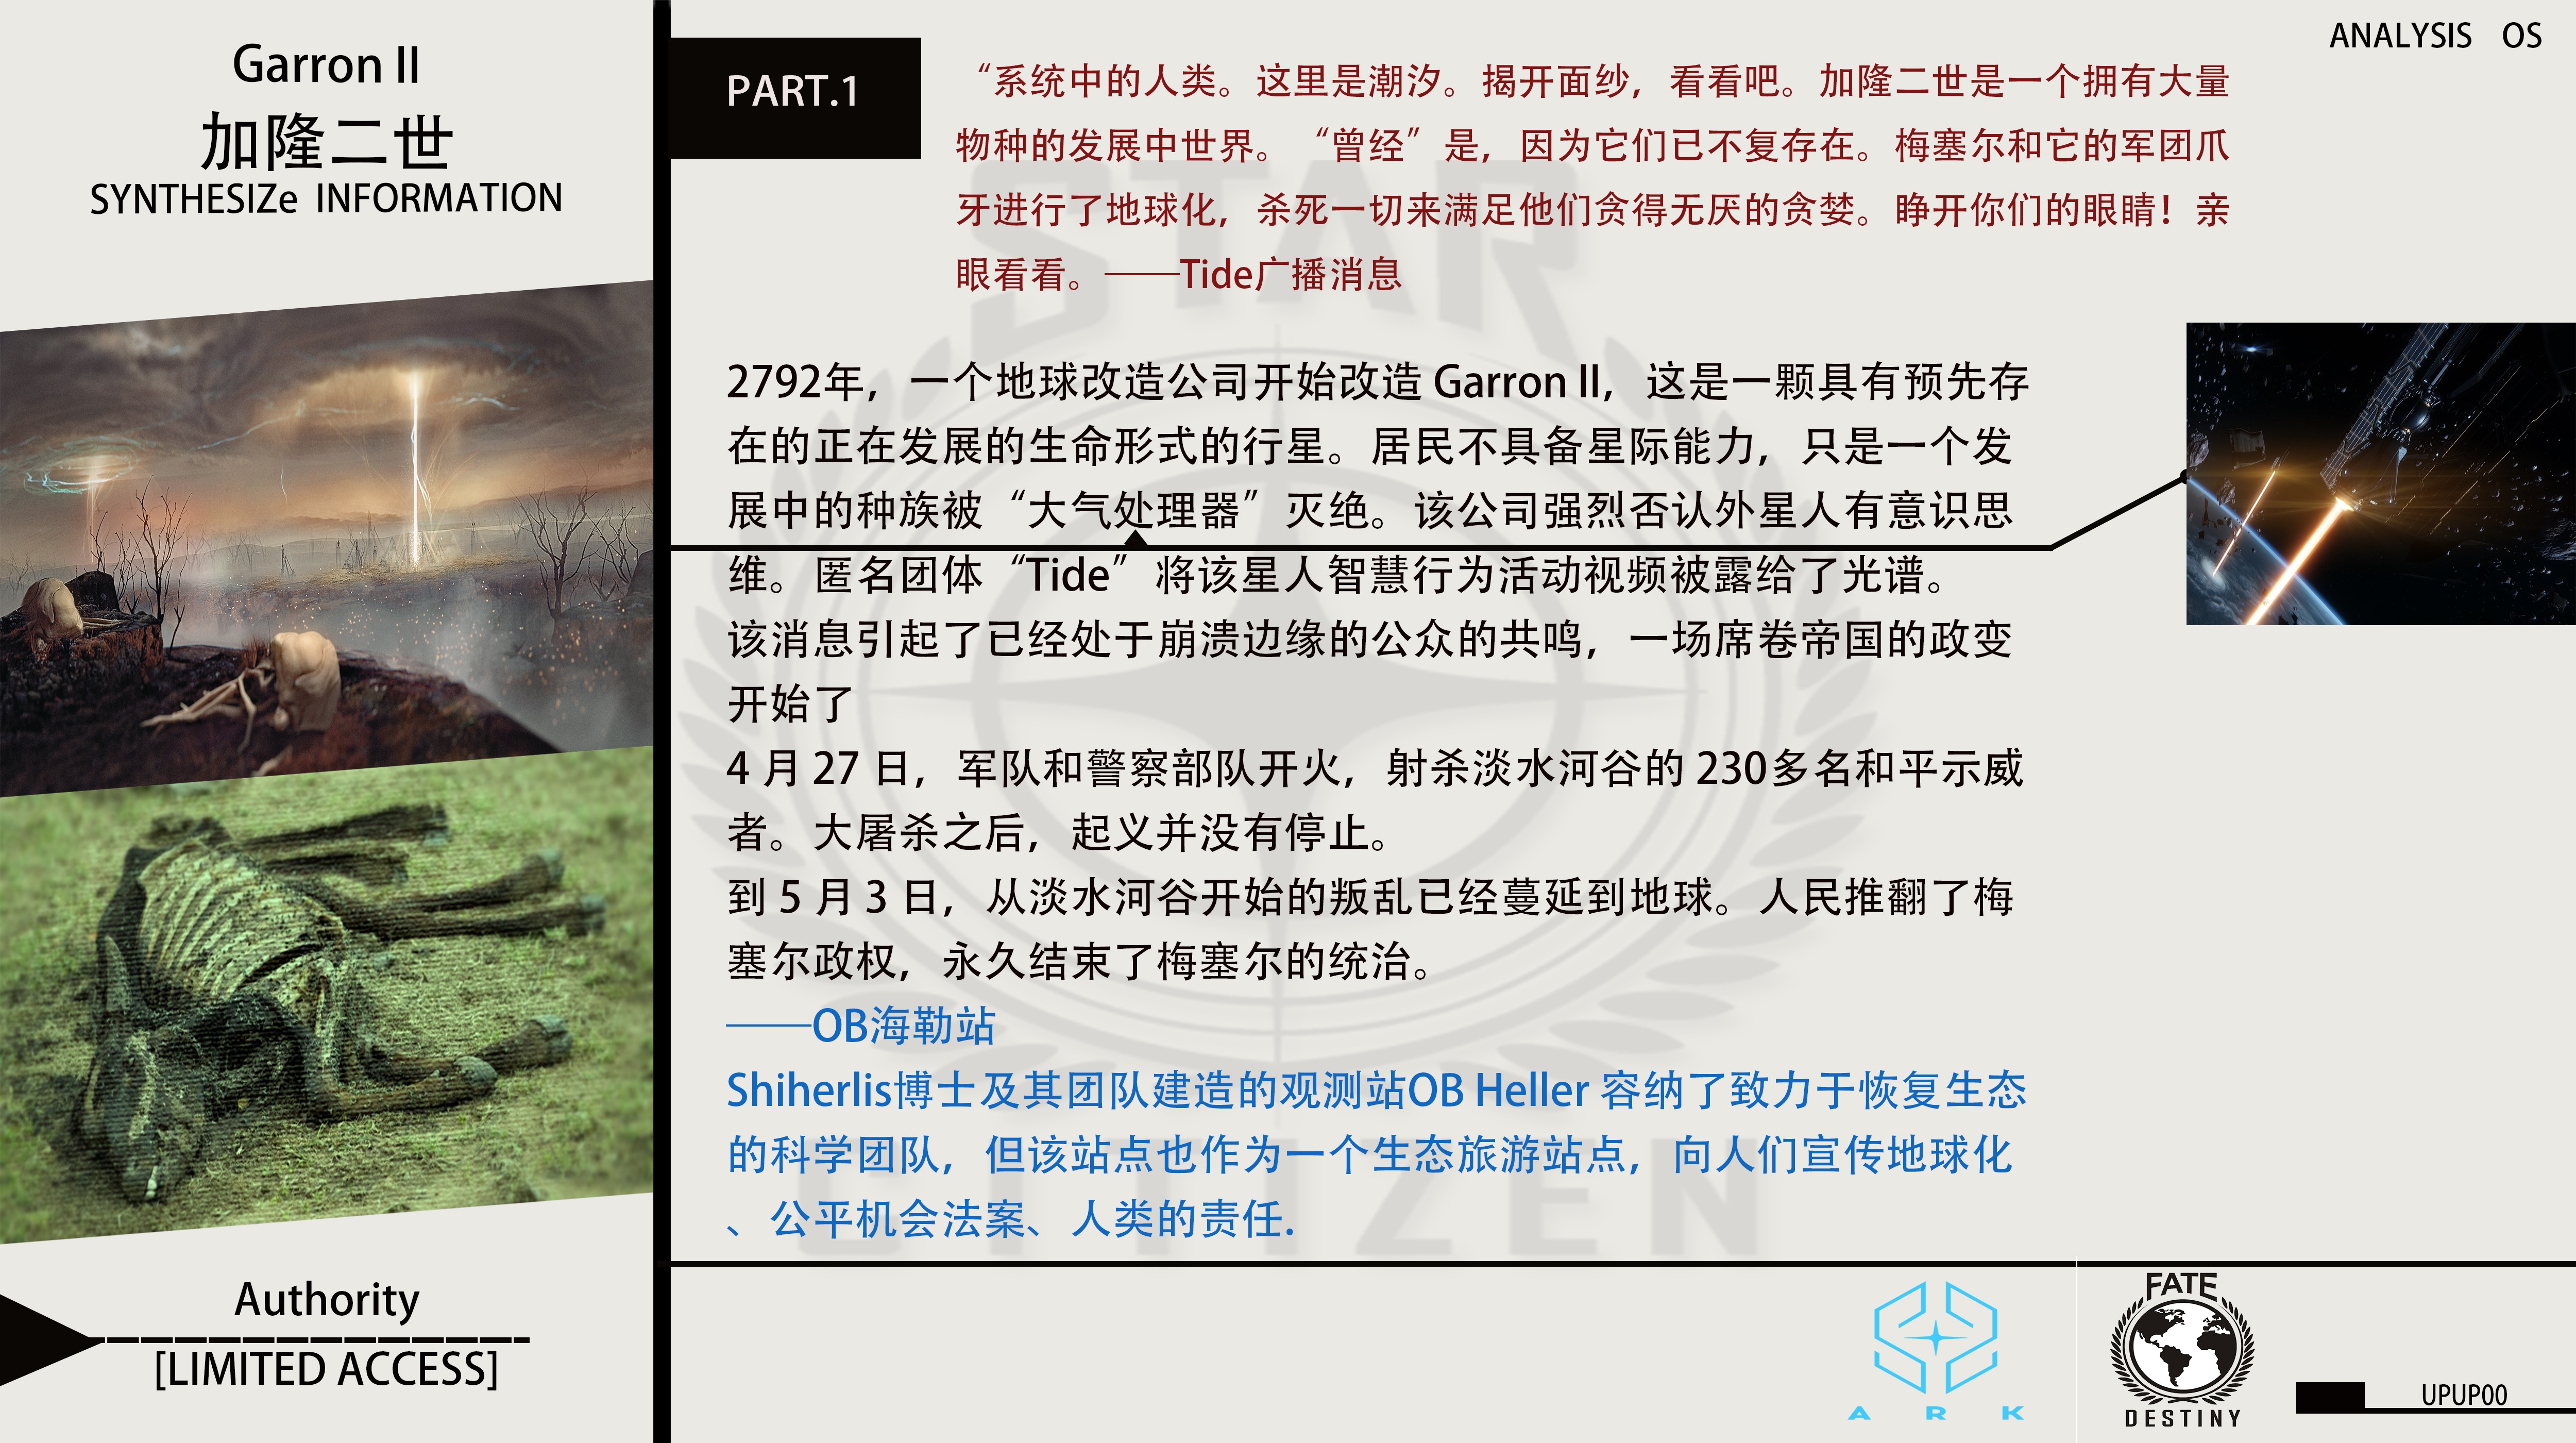 Garron II
加隆二世
SYNTHESIZe INFORMATION
Authority
[LIMITED ACCESS]
ANALYSIS OS
PART.1
“系统中的人类。这里是潮汐。揭开面纱，看看吧。加隆二世是一个拥有大量
物种的发展中世界。“曾经”是，因为它们已不复存在。梅塞尔和它的军团爪
牙进行了地球化，杀死一切来满足他们贪得无厌的贪婪。睁开你们的眼睛！亲
眼看看。——Tide广播消息
2792年，一个地球改造公司开始改造 Garron II，这是一颗具有预先存
在的正在发展的生命形式的行星。居民不具备星际能力，只是一个发
展中的种族被“大气处理器”灭绝。该公司强烈否认外星人有意识思
维。匿名团体“Tide”将该星人智慧行为活动视频被露给了光谱。
该消息引起了已经处于崩溃边缘的公众的共鸣，一场席卷帝国的政变
开始了
4 月 27 日，军队和警察部队开火，射杀淡水河谷的 230多名和平示威
者。大屠杀之后，起义并没有停止。
到 5 月 3 日，从淡水河谷开始的叛乱已经蔓延到地球。人民推翻了梅
塞尔政权，永久结束了梅塞尔的统治。
——OB海勒站
Shiherlis博士及其团队建造的观测站OB Heller 容纳了致力于恢复生态
的科学团队，但该站点也作为一个生态旅游站点，向人们宣传地球化
、公平机会法案、人类的责任.
STAR
CITIZEN
ARK
FATE
DESTINY
UPUP00